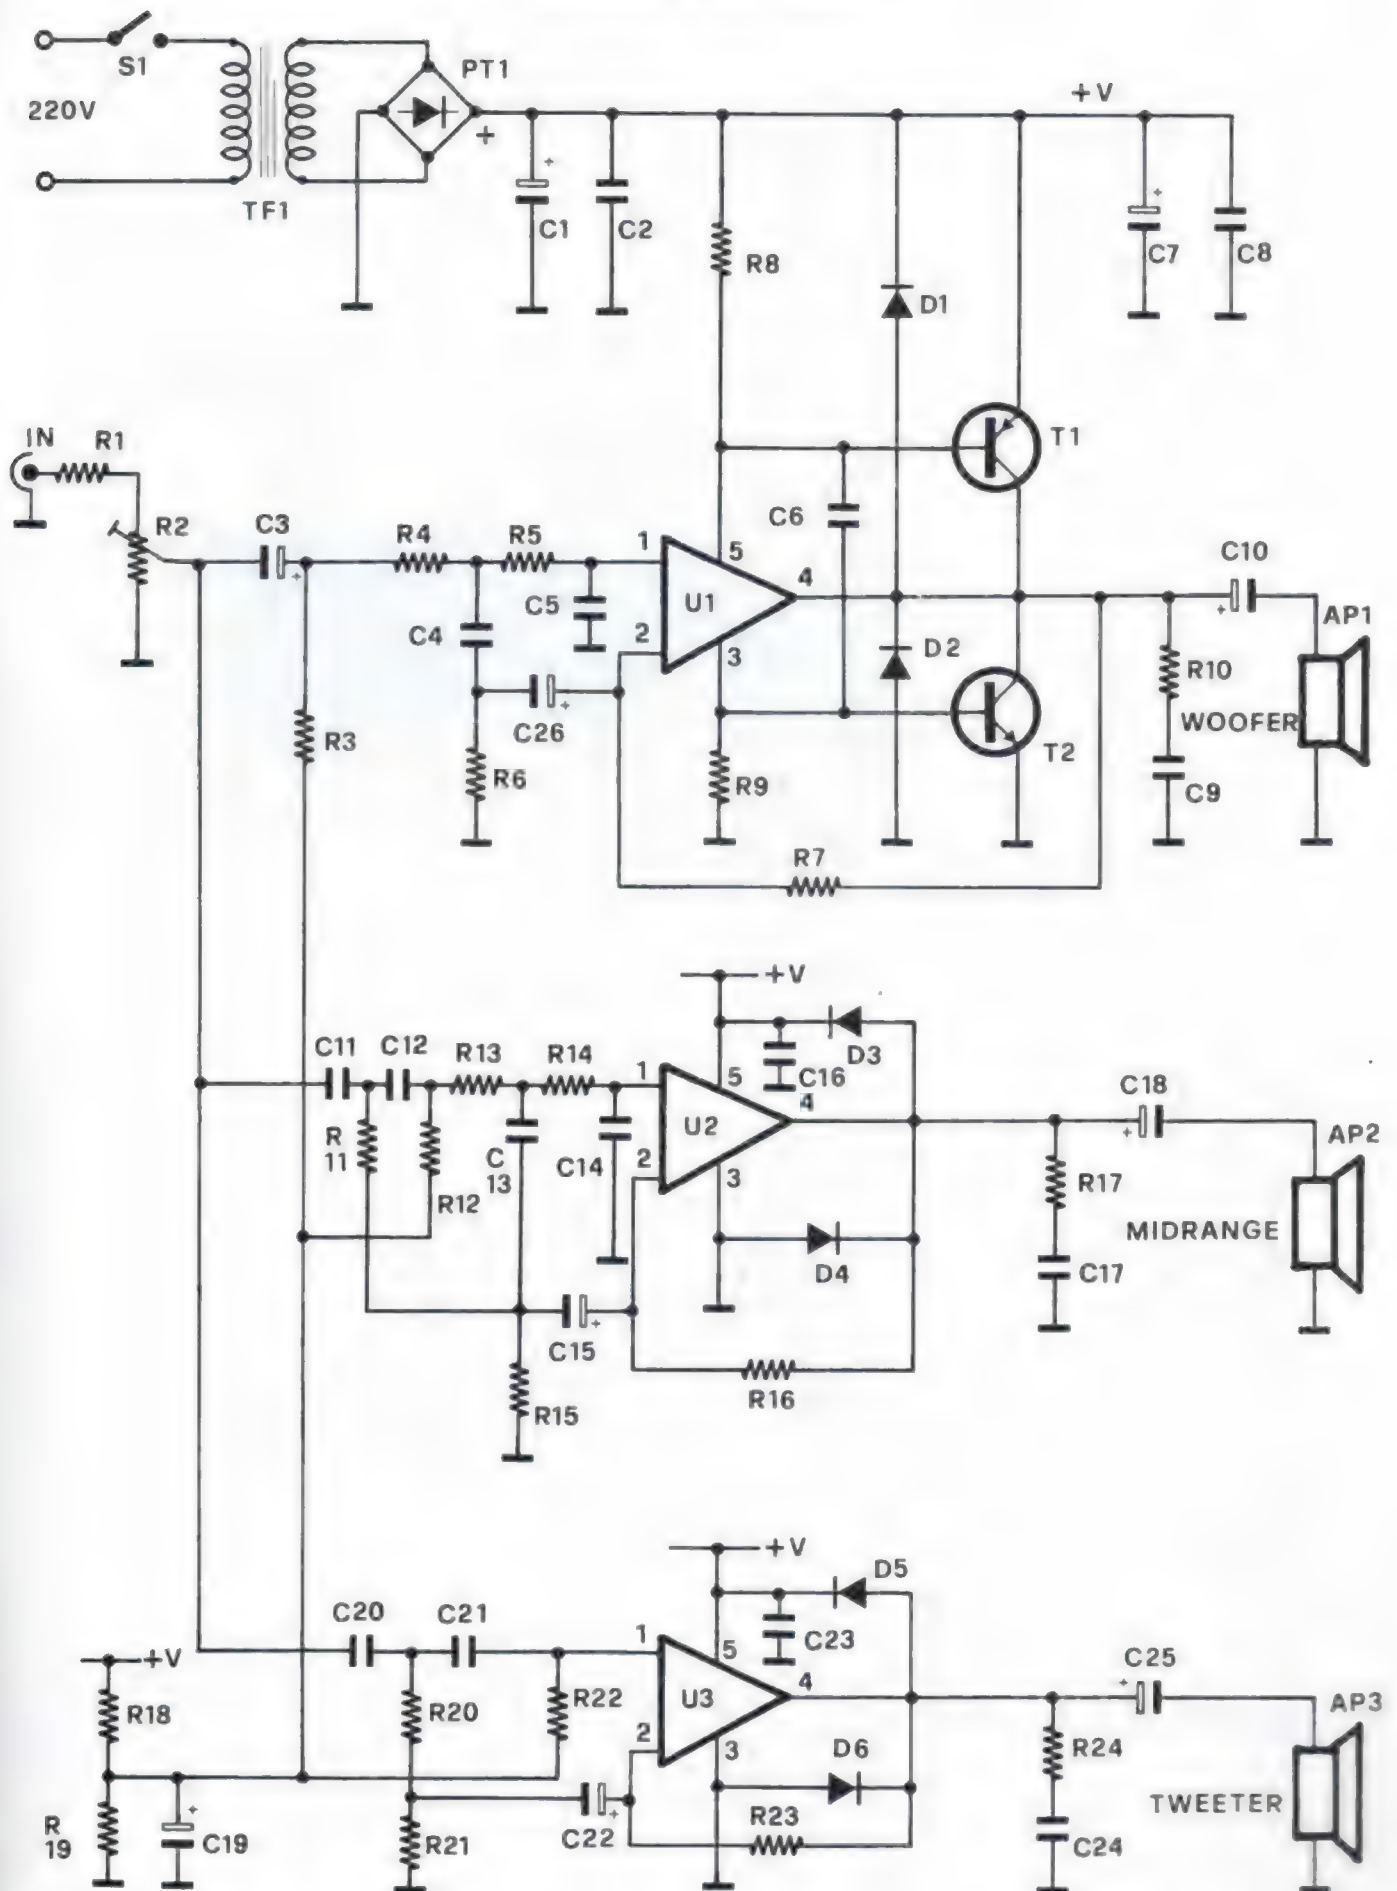 S1
PT1
220V
+
+V
TF1
+
C1
C2
+
C7
C8
R8
D1
IN
R1
T1
R2
C3
+
R4
R5
1
5
C6
4
C10
+
AP1
C4
C5
U1
2
3
D2
R10
WOOFER
C26
+
R3
R6
R9
T2
C9
R7
+V
C11
C12
R13
R14
1
5
C16
D3
4
C18
+
AP2
R
11
R12
C
13
C14
U2
2
3
R17
MIDRANGE
D4
C17
C15
+
R16
R15
+V
D5
C20
C21
1
5
C23
4
C25
+
AP3
+V
R18
R20
R22
U3
2
3
D6
R24
TWEETER
R
19
+
C19
R21
C22
+
R23
C24